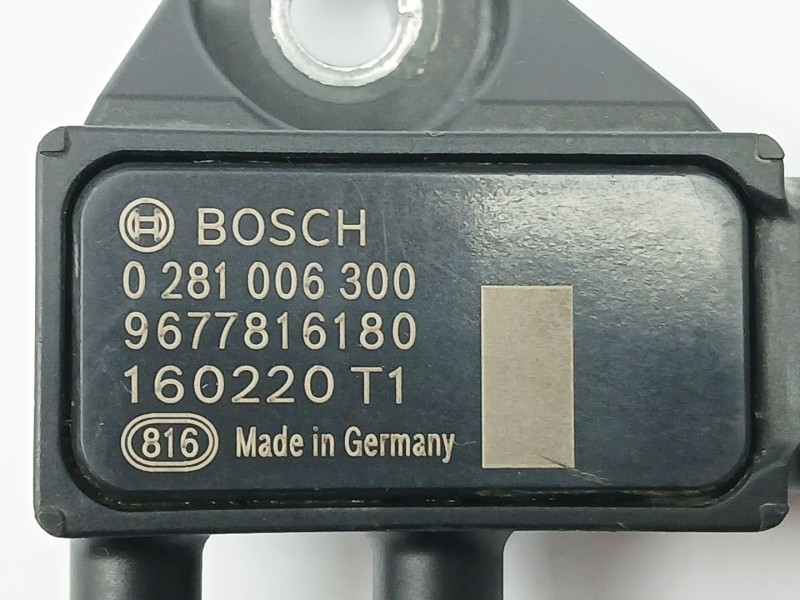 BOSCH
0 281 006 300
9677816180
160220 T1
816 Made in Germany